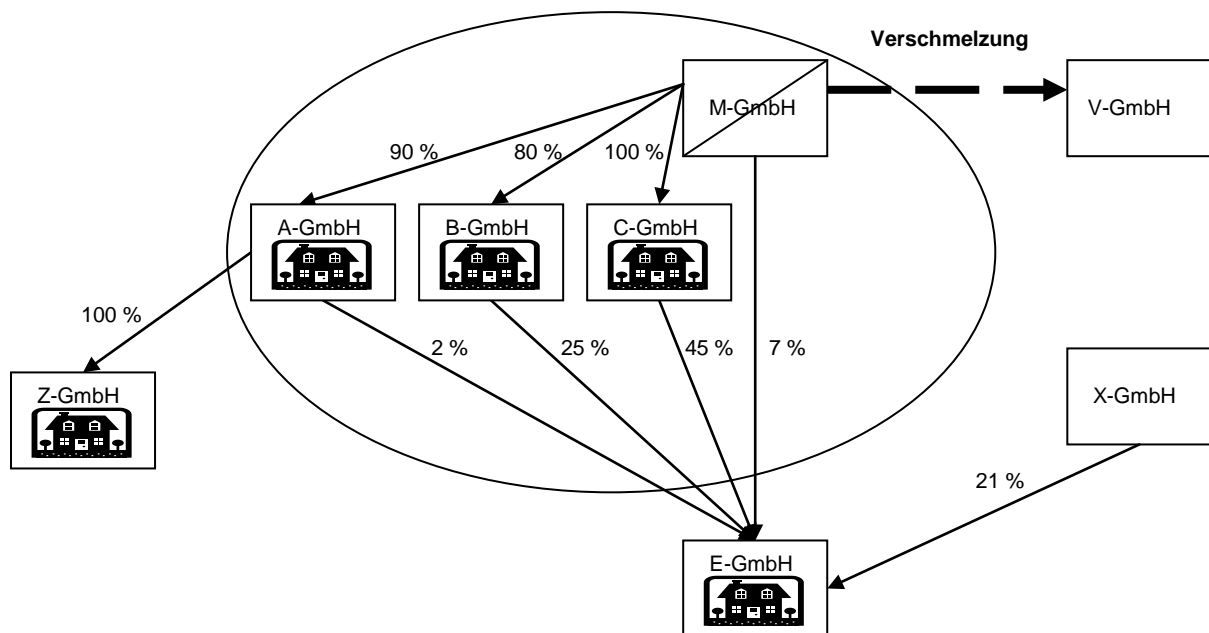 Verschmelzung
M-GmbH
V-GmbH
90 %
80 %
100 %
A-GmbH
B-GmbH
C-GmbH
100 %
2 %
25 %
45 %
7 %
Z-GmbH
X-GmbH
21 %
E-GmbH